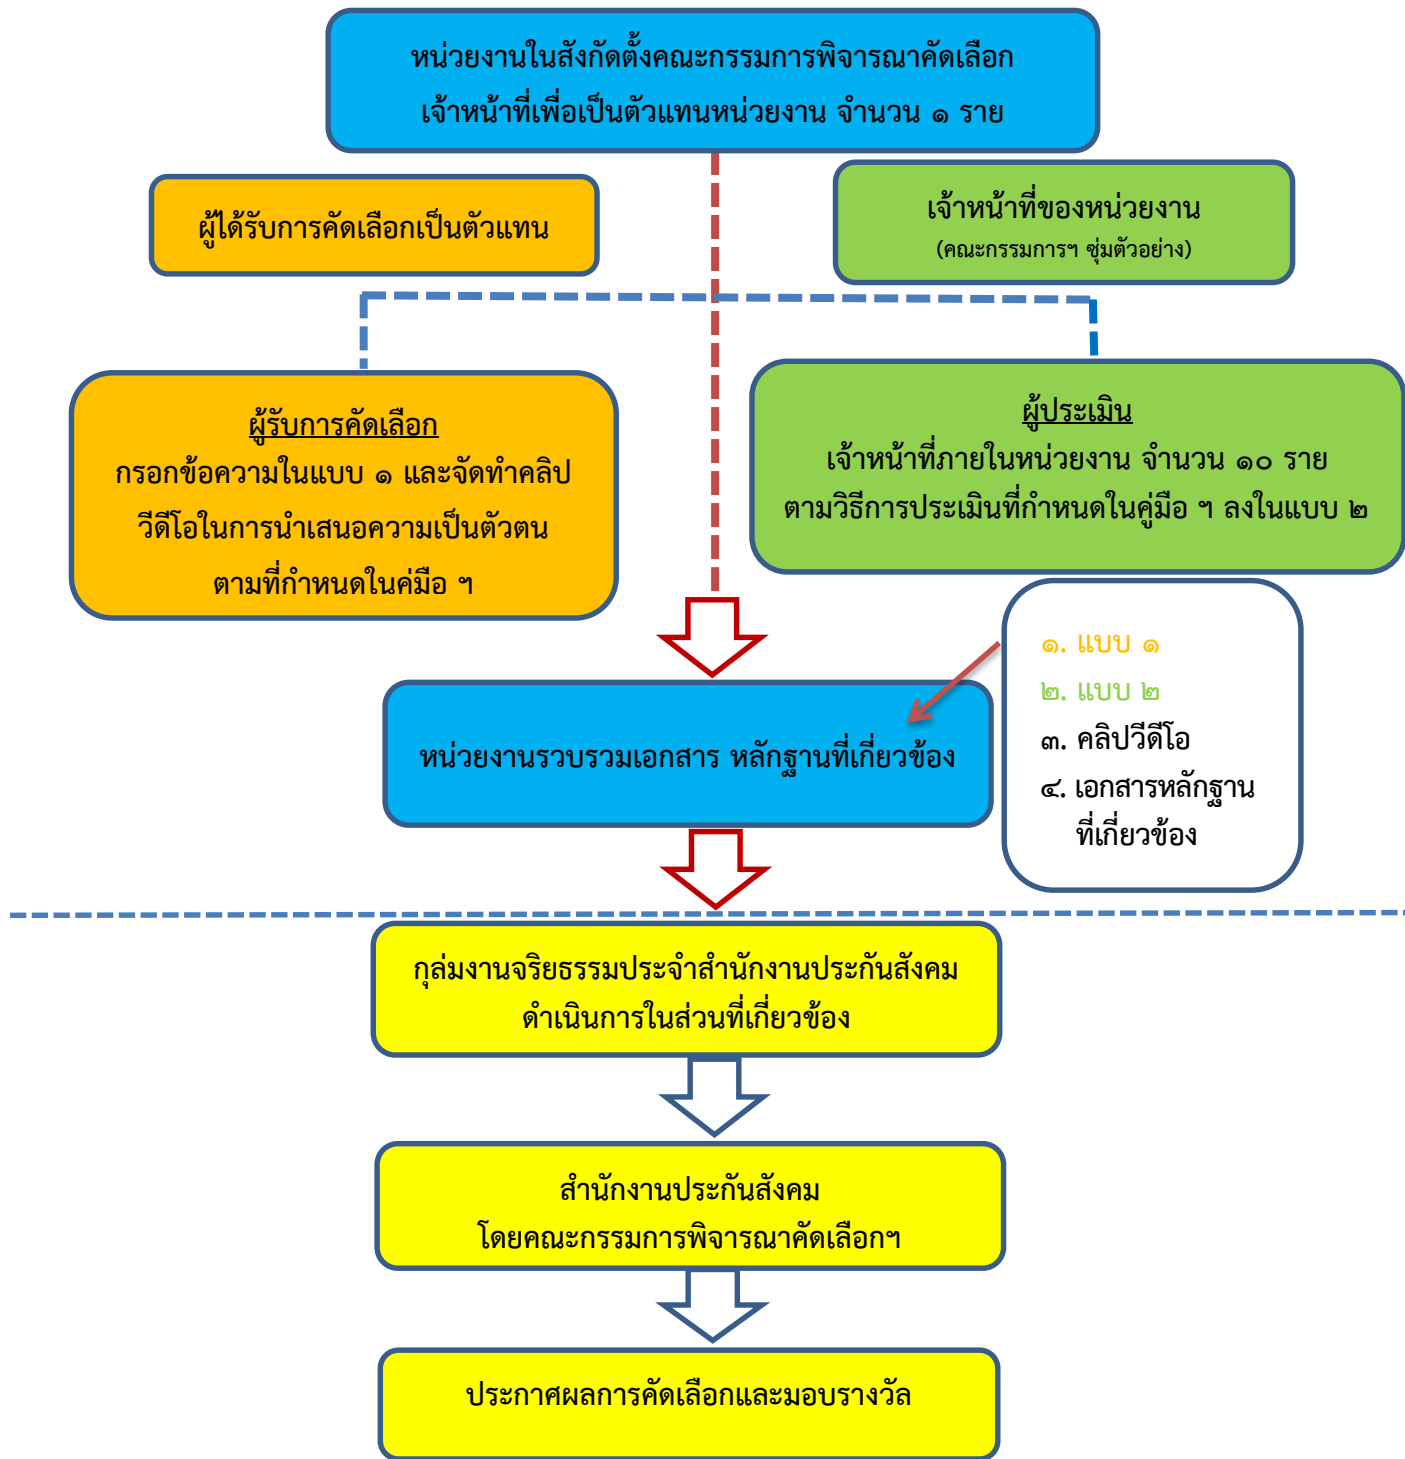 หน่วยงานในสังกัดตั้งคณะกรรมการพิจารณาคัดเลือก
เจ้าหน้าที่เพื่อเป็นตัวแทนหน่วยงาน จำนวน ๑ ราย
ผู้ได้รับการคัดเลือกเป็นตัวแทน
เจ้าหน้าที่ของหน่วยงาน
(คณะกรรมการฯ ซุ่มตัวอย่าง)
ผู้รับการคัดเลือก
กรอกข้อความในแบบ ๑ และจัดทำคลิป
วีดีโอในการนำเสนอความเป็นตัวตน
ตามที่กำหนดในค่มือ ฯ
ผู้ประเมิน
เจ้าหน้าที่ภายในหน่วยงาน จำนวน ๑๐ ราย
ตามวิธีการประเมินที่กำหนดในคู่มือ ฯ ลงในแบบ ๒
๑. แบบ ๑
๒. แบบ ๒
๓. คลิปวีดีโอ
๔. เอกสารหลักฐาน
ที่เกี่ยวข้อง
หน่วยงานรวบรวมเอกสาร หลักฐานที่เกี่ยวข้อง
กุล่มงานจริยธรรมประจำสำนักงานประกันสังคม
ดำเนินการในส่วนที่เกี่ยวข้อง
สำนักงานประกันสังคม
โดยคณะกรรมการพิจารณาคัดเลือกฯ
ประกาศผลการคัดเลือกและมอบรางวัล